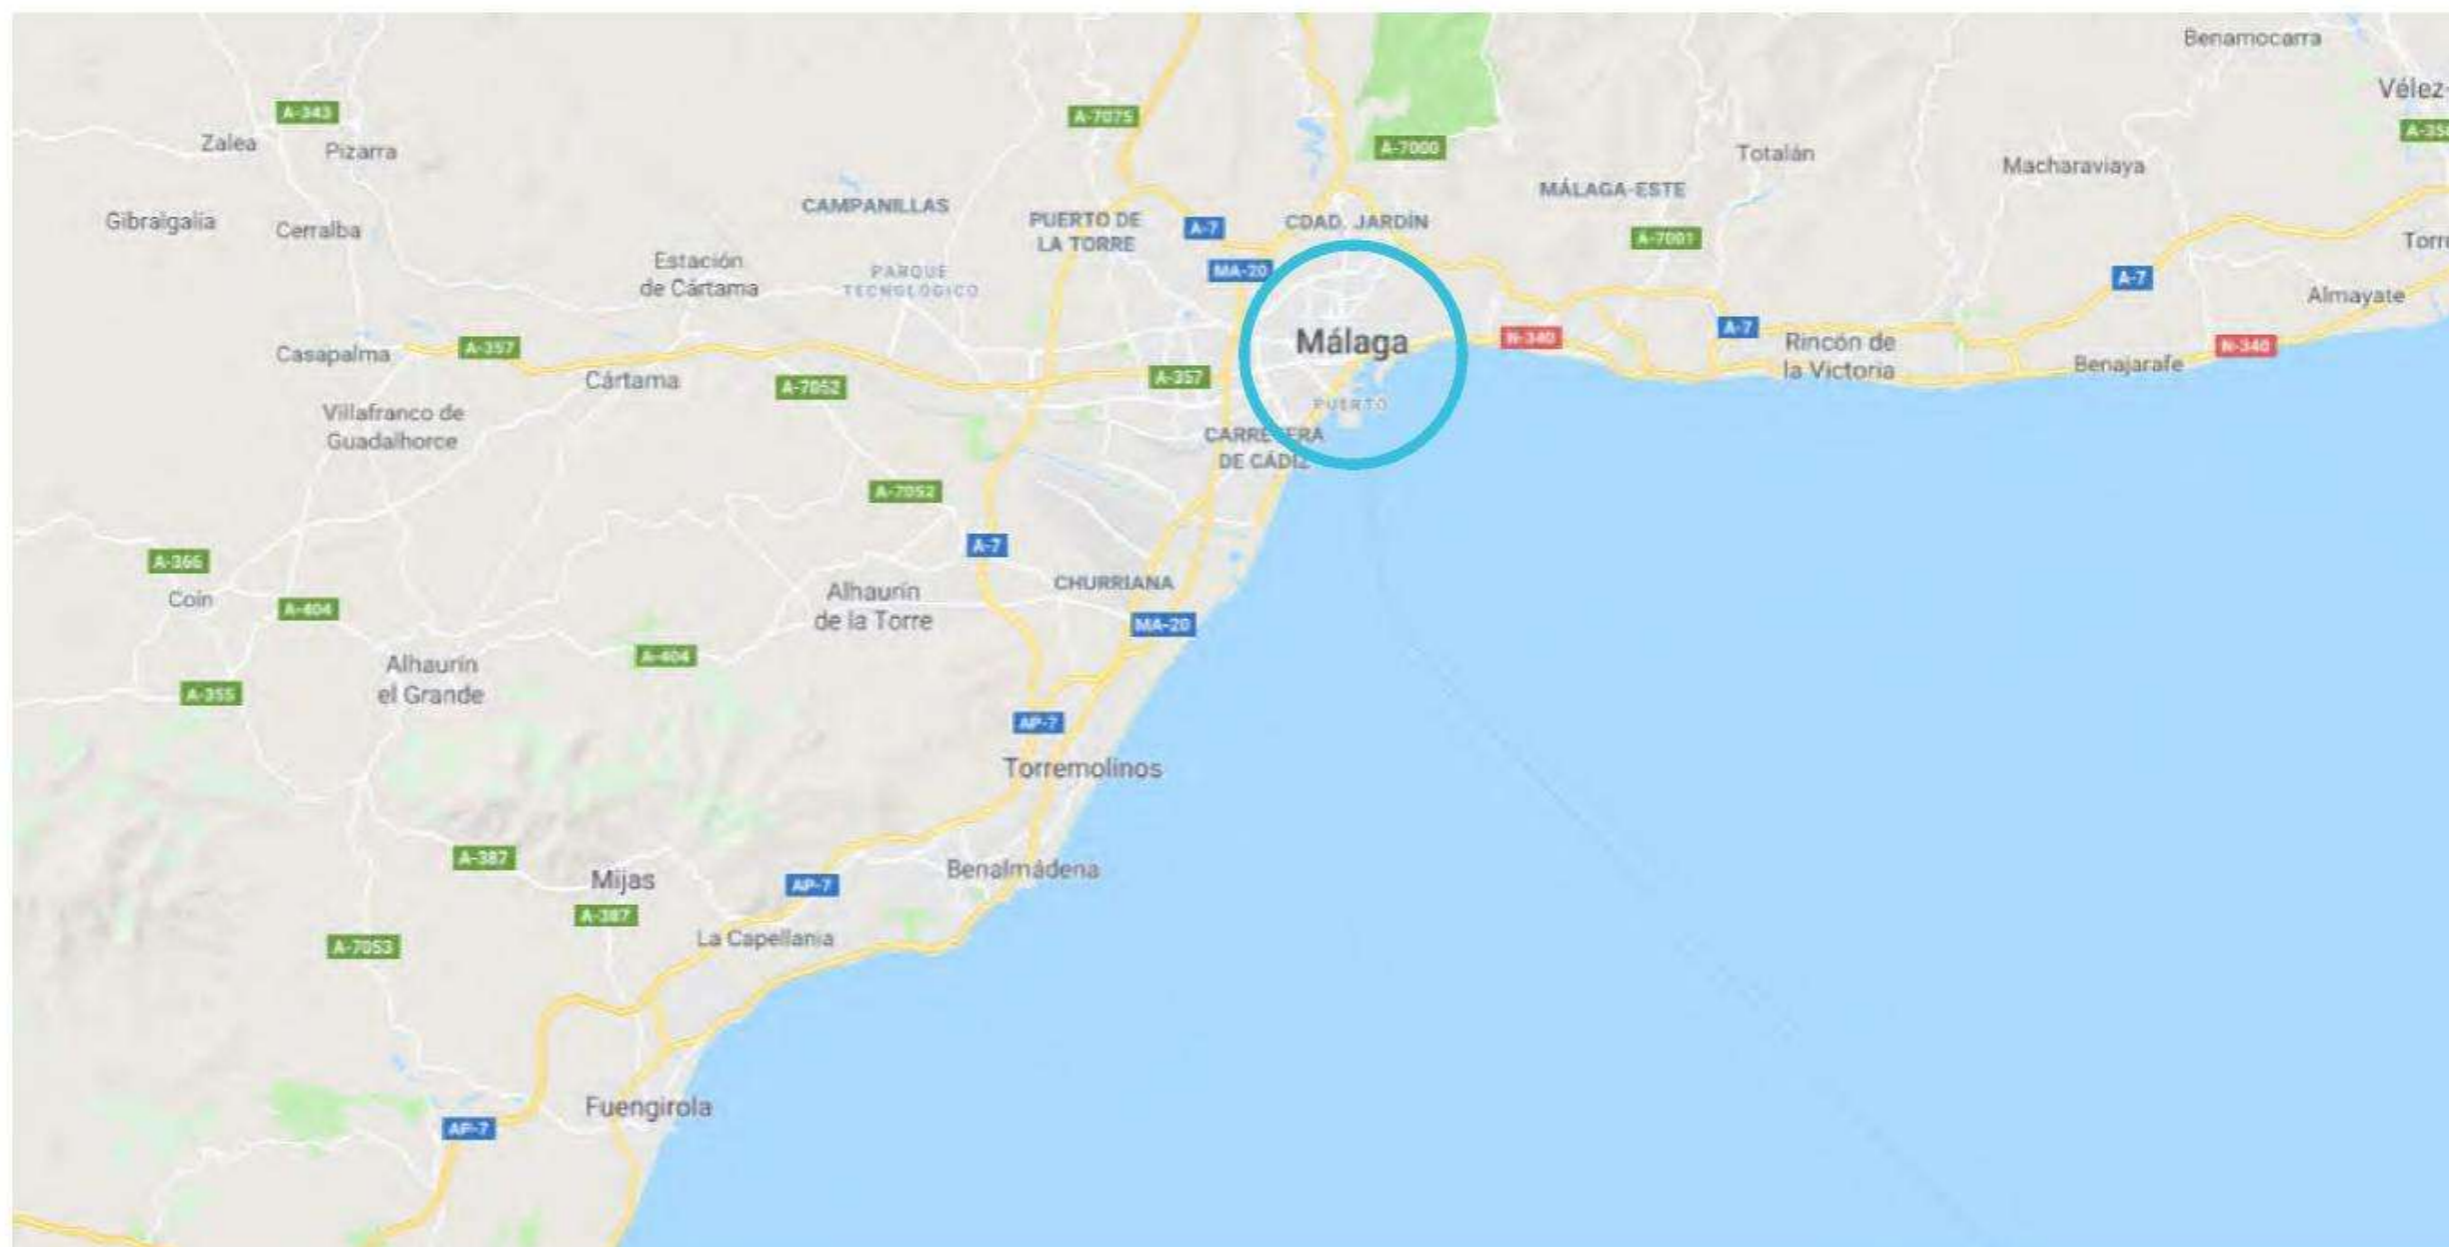 Benamocarra
Vélez-
A-343
A-7075
A-356
Zalea
Pizarra
A-7000
Totalán
Macharaviaya
MÁLAGA-ESTE
CAMPANILLAS
Gibralgalia
Cerralba
PUERTO DE
LA TORRE
A-7
CDAD. JARDÍN
A-7001
Torre
Estación
de Cártama
PARQUE
TECNOLÓGICO
MA-20
A-7
Almayate
Casapalma
A-357
Málaga
N-340
A-7
Rincón de
la Victoria
N-340
Benajarafe
Cártama
A-7052
A-357
PUERTO
Villafranco de
Guadalhorce
CARRETERA
DE CÁDIZ
A-7052
A-7
A-366
Coín
A-404
Alhaurín
de la Torre
CHURRIANA
MA-20
A-404
Alhaurín
el Grande
A-355
AP-7
Torremolinos
A-387
Mijas
AP-7
Benalmádena
A-387
La Capellania
A-7053
Fuengirola
AP-7